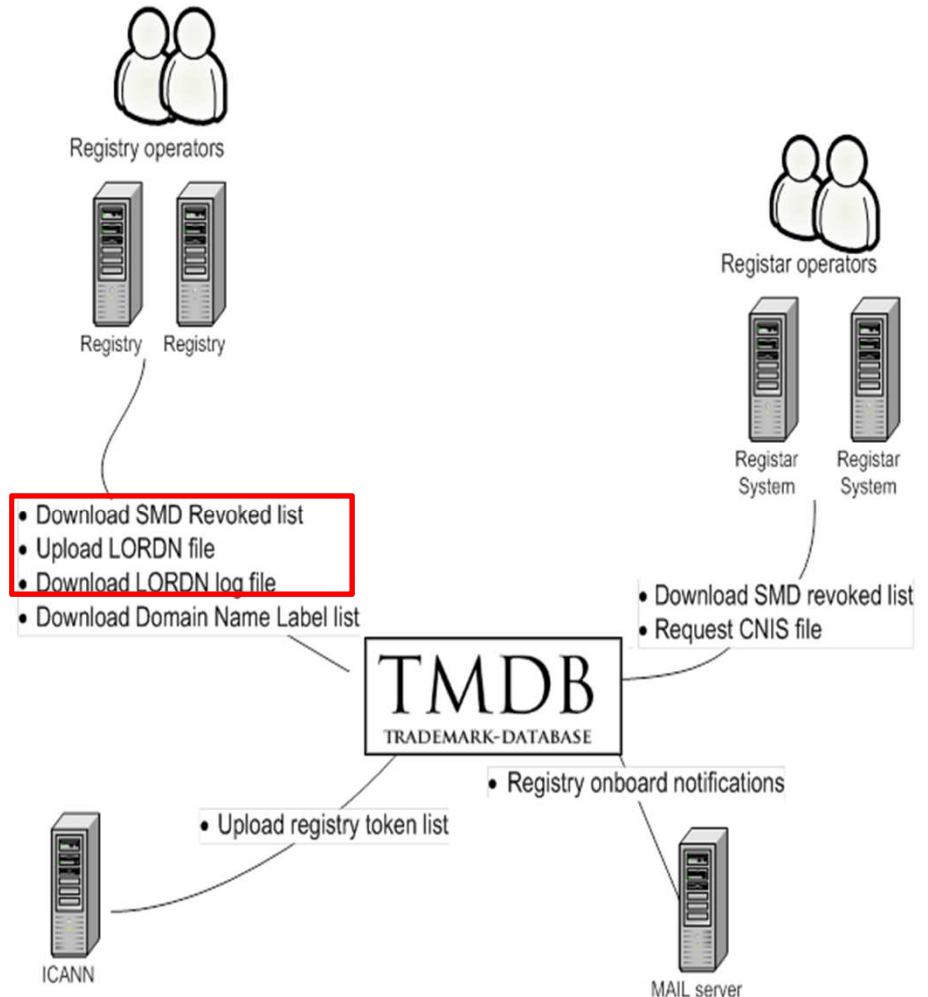 Registry operators
Registry Registry
Registar operators
Registar Registar
System System
• Download SMD Revoked list
• Upload LORDN file
• Download LORDN log file
• Download Domain Name Label list
• Download SMD revoked list
• Request CNIS file
TMDB
TRADEMARK-DATABASE
• Registry onboard notifications
• Upload registry token list
ICANN
MAIL server